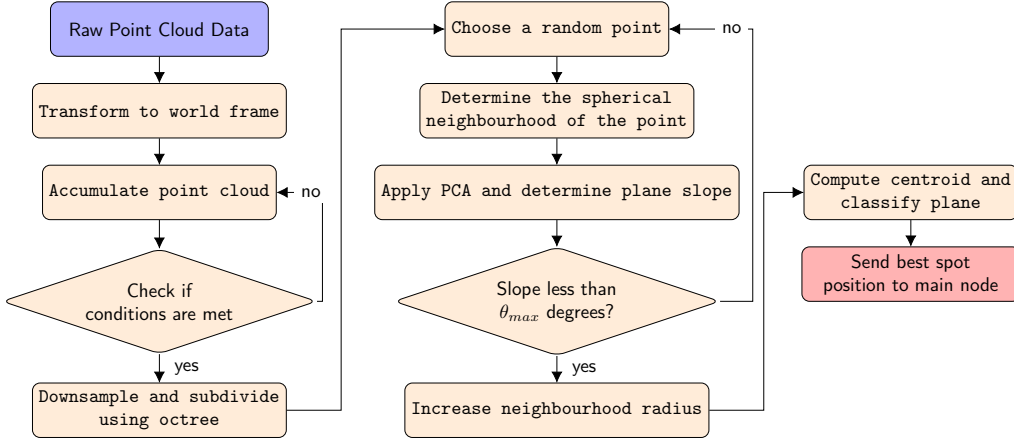 Raw Point Cloud Data
Transform to world frame
Accumulate point cloud
no
Check if
conditions are met
yes
Downsample and subdivide
using octree
Choose a random point
no
Determine the spherical
neighbourhood of the point
Apply PCA and determine plane slope
Slope less than
θmax degrees?
yes
Increase neighbourhood radius
Compute centroid and
classify plane
Send best spot
position to main node